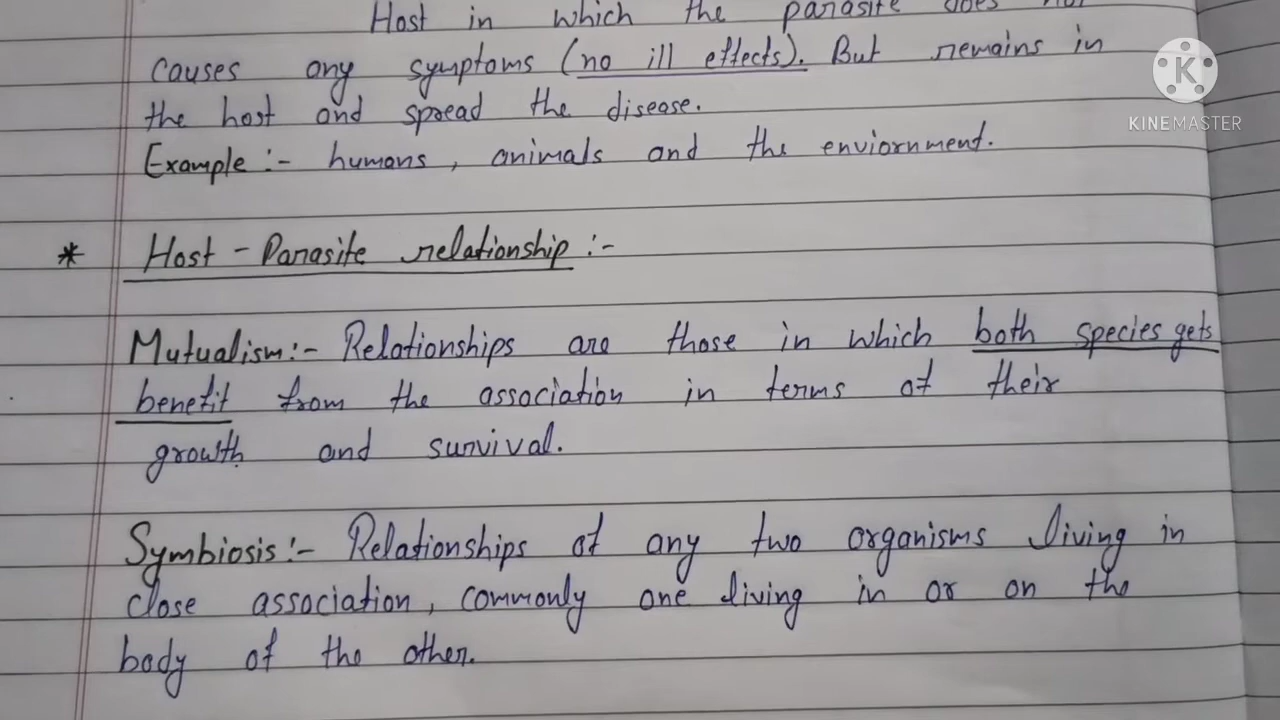 Host in which the parasite does not
causes any symptoms (no ill effects). But remains in
the host and spread the disease.
Example :- humans, animals and the enviornment.
* Host - Parasite relationship :-
Mutualism :- Relationships are those in which both species gets
benefit from the association in terms of their
growth and survival.
Symbiosis :- Relationships of any two organisms living in
close association, commonly one living in or on the
body of the other.
K
KINEMASTER